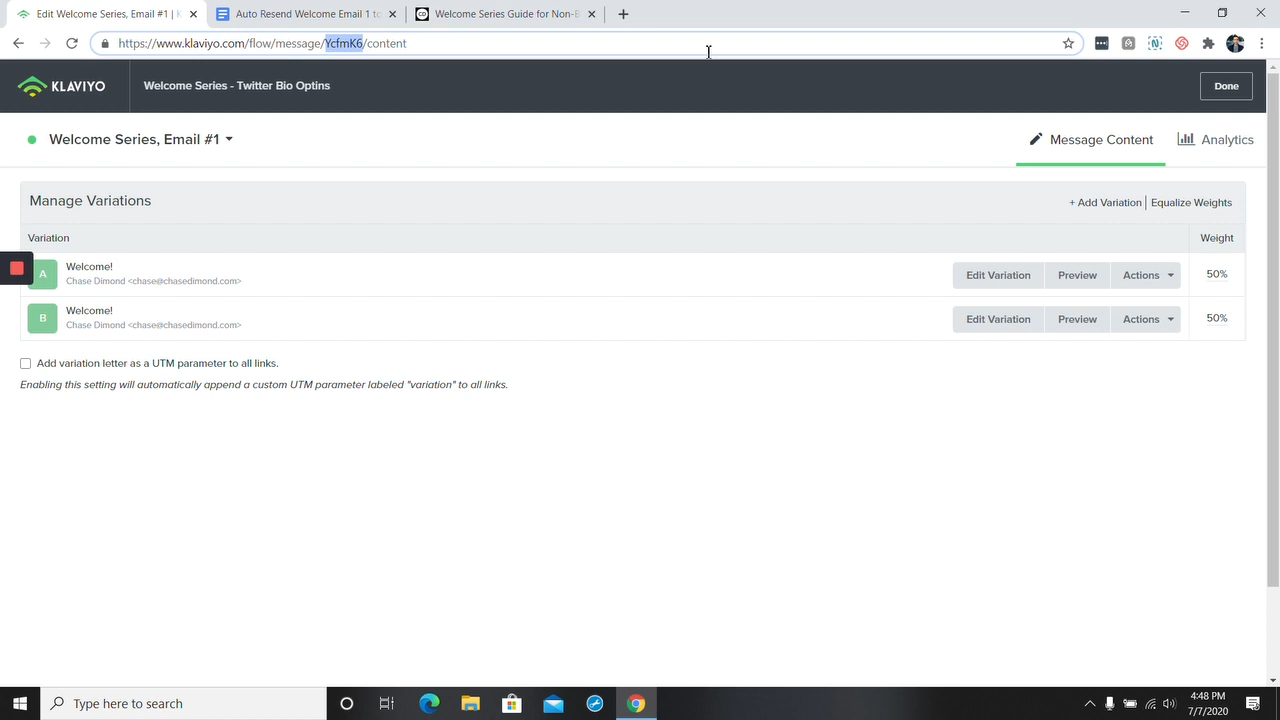 Edit Welcome Series, Email #1 | K
Auto Resend Welcome Email 1 to
Welcome Series Guide for Non-B
https://www.klaviyo.com/flow/message/YcfmK6/content
KLAVIYO
Welcome Series - Twitter Bio Optins
Done
Welcome Series, Email #1
Message Content
Analytics
Manage Variations
+ Add Variation | Equalize Weights
Variation
Weight
A
Welcome!
Chase Dimond <chase@chasedimond.com>
Edit Variation
Preview
Actions
50%
B
Welcome!
Chase Dimond <chase@chasedimond.com>
Edit Variation
Preview
Actions
50%
Add variation letter as a UTM parameter to all links.
Enabling this setting will automatically append a custom UTM parameter labeled "variation" to all links.
Type here to search
4:48 PM
7/7/2020